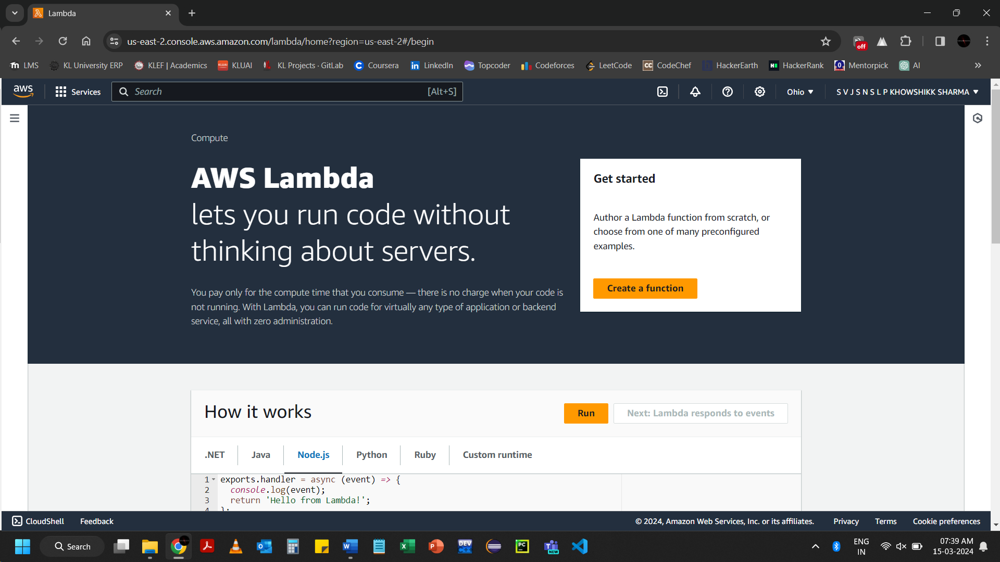 Lambda
us-east-2.console.aws.amazon.com/lambda/home?region=us-east-2#/begin
off
LMS
KL University ERP
KLEF | Academics
KLUAI KLUAI
KL Projects · GitLab
Coursera
LinkedIn
Topcoder
Codeforces
LeetCode
CC CodeChef
HackerEarth
HackerRank
Mentorpick
AI
aws
Services
Search
[Alt+S]
Ohio
S V J S N S L P KHOWSHIKK SHARMA
Compute
AWS Lambda
lets you run code without
thinking about servers.
You pay only for the compute time that you consume — there is no charge when your code is
not running. With Lambda, you can run code for virtually any type of application or backend
service, all with zero administration.
Get started
Author a Lambda function from scratch, or
choose from one of many preconfigured
examples.
Create a function
How it works
Run
Next: Lambda responds to events
.NET
Java
Node.js
Python
Ruby
Custom runtime
1 exports.handler = async (event) => {
2 console.log(event);
3 return 'Hello from Lambda!';
4 };
CloudShell
Feedback
© 2024, Amazon Web Services, Inc. or its affiliates.
Privacy
Terms
Cookie preferences
Search
DEV
PC
NEW
ENG
IN
07:39 AM
15-03-2024